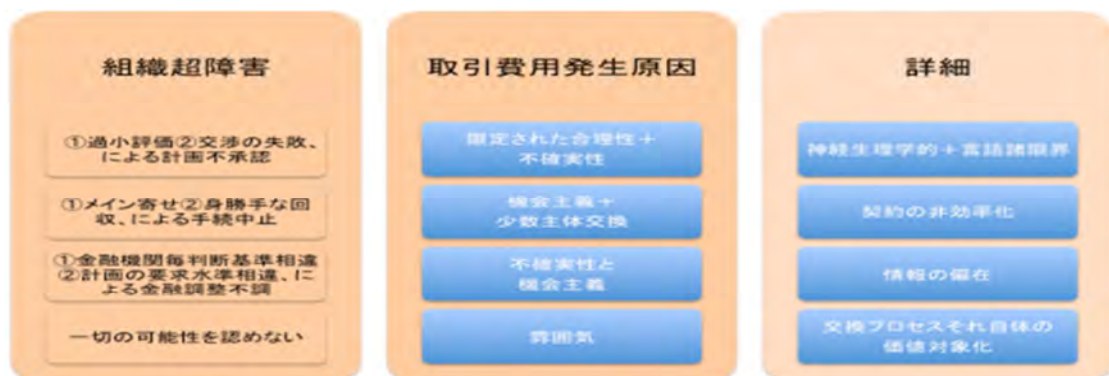 組織超障害
①過小評価②交渉の失敗、
による計画不承認
①メイン寄せ②身勝手な回
収、による手続中止
①金融機関毎判断基準相違
②計画の要求水準相違、に
よる金融調整不調
一切の可能性を認めない
取引費用発生原因
限定された合理性＋
不確実性
機会主義＋
少数主体交換
不確実性と
機会主義
雰囲気
詳細
神経生理学的＋言語諸限界
契約の非効率化
情報の偏在
交換プロセスそれ自体の
価値対象化